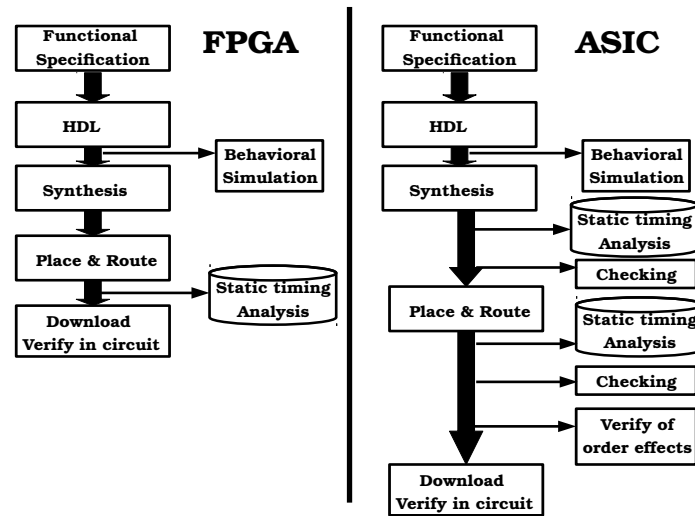 FPGA
Functional
Specification
HDL
Behavioral
Simulation
Synthesis
Place & Route
Static timing
Analysis
Download
Verify in circuit
ASIC
Functional
Specification
HDL
Behavioral
Simulation
Synthesis
Static timing
Analysis
Checking
Place & Route
Static timing
Analysis
Checking
Verify of
order effects
Download
Verify in circuit